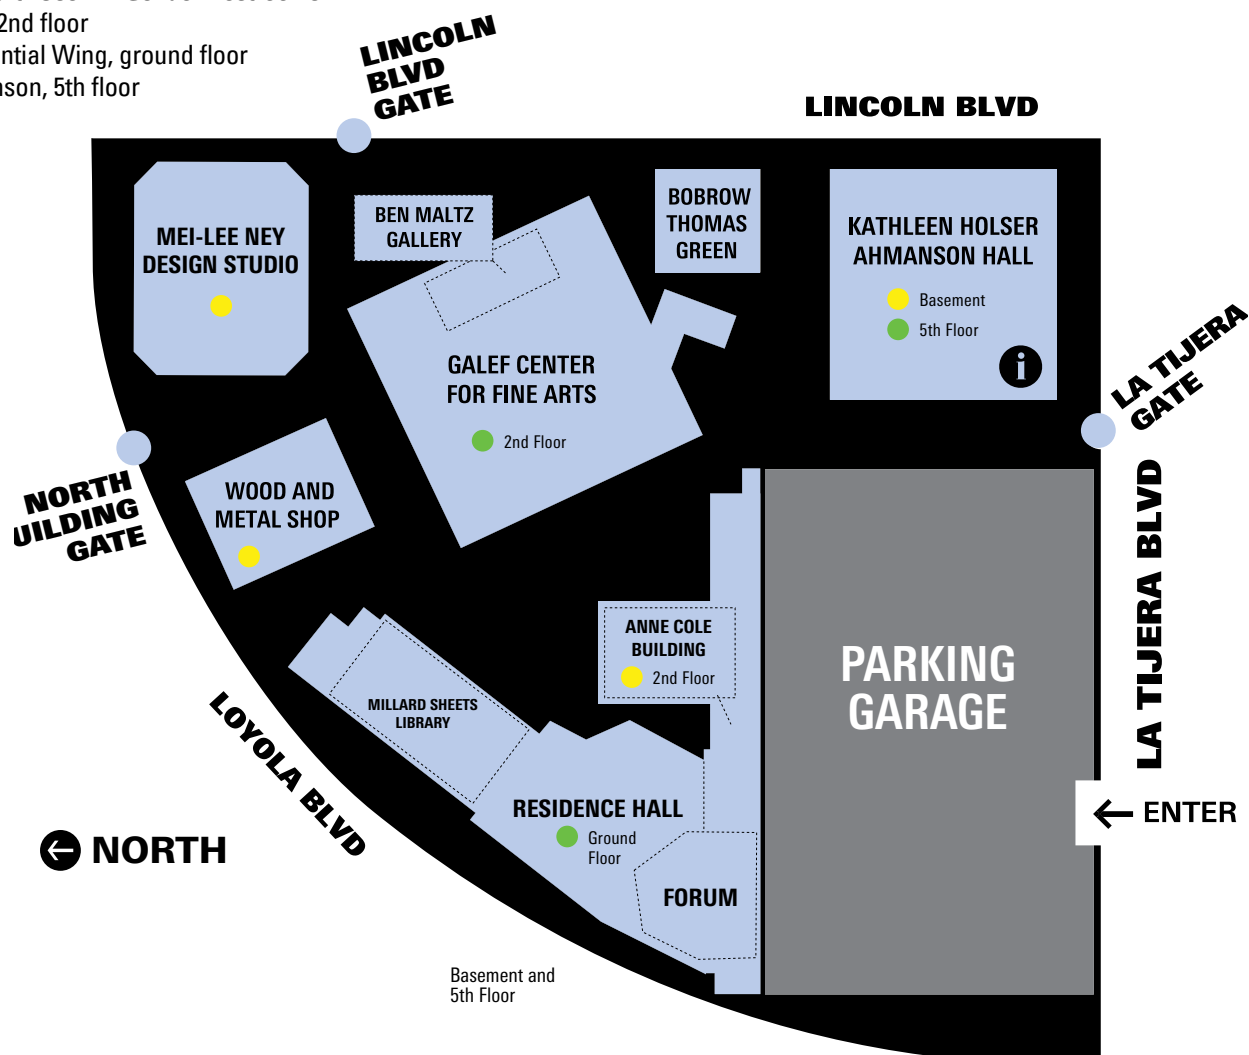 2nd floor
ntial Wing, ground floor
nson, 5th floor
LINCOLN
BLVD
GATE
LINCOLN BLVD
MEI-LEE NEY
DESIGN STUDIO
BEN MALTZ
GALLERY
BOBROW
THOMAS
GREEN
KATHLEEN HOLSER
AHMANSON HALL
Basement
5th Floor
i
GALEF CENTER
FOR FINE ARTS
2nd Floor
LA TIJERA
GATE
NORTH
UILDING
GATE
WOOD AND
METAL SHOP
LA TIJERA BLVD
ANNE COLE
BUILDING
2nd Floor
PARKING
GARAGE
MILLARD SHEETS
LIBRARY
LOYOLA BLVD
RESIDENCE HALL
Ground
Floor
FORUM
← ENTER
← NORTH
Basement and
5th Floor